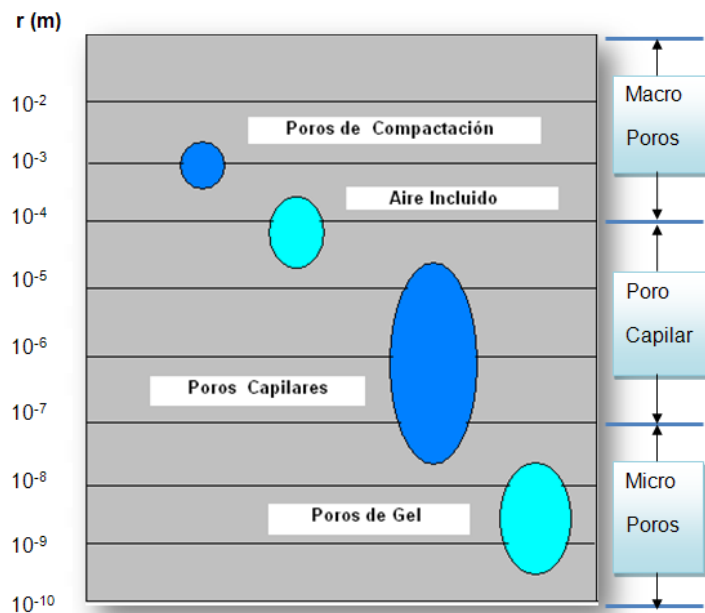 r (m)
10⁻²
10⁻³
10⁻⁴
10⁻⁵
10⁻⁶
10⁻⁷
10⁻⁸
10⁻⁹
10⁻¹⁰
Poros de Compactación
Aire Incluido
Poros Capilares
Poros de Gel
Macro
Poros
Poro
Capilar
Micro
Poros